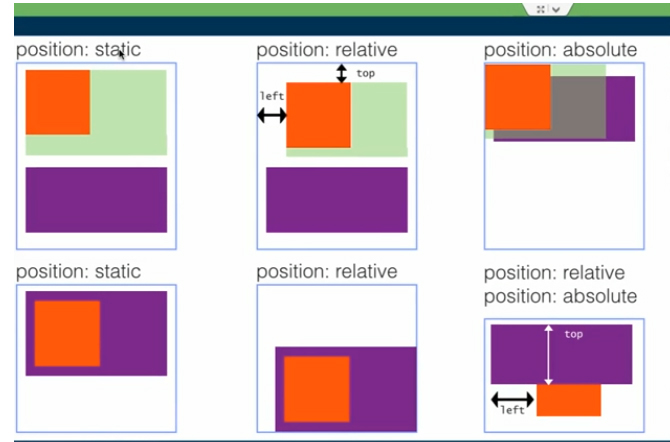 position: static
position: relative
position: absolute
top
left
position: static
position: relative
position: relative
position: absolute
top
left